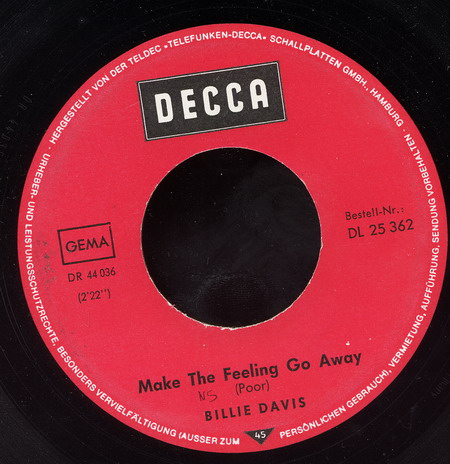 DECCA
HERGESTELLT VON DER TELDEC »TELEFUNKEN-DECCA« SCHALLPLATTEN GMBH., HAMBURG · URHEBER- UND LEISTUNGSSCHUTZRECHTE, BESONDERS VERVIELFÄLTIGUNG (AUSSER ZUM PERSÖNLICHEN GEBRAUCH), VERMIETUNG, AUFFÜHRUNG, SENDUNG VORBEHALTEN ·
GEMA
DR 44 036
(2'22'')
Bestell-Nr.:
DL 25 362
Make The Feeling Go Away
NS (Poor)
BILLIE DAVIS
45